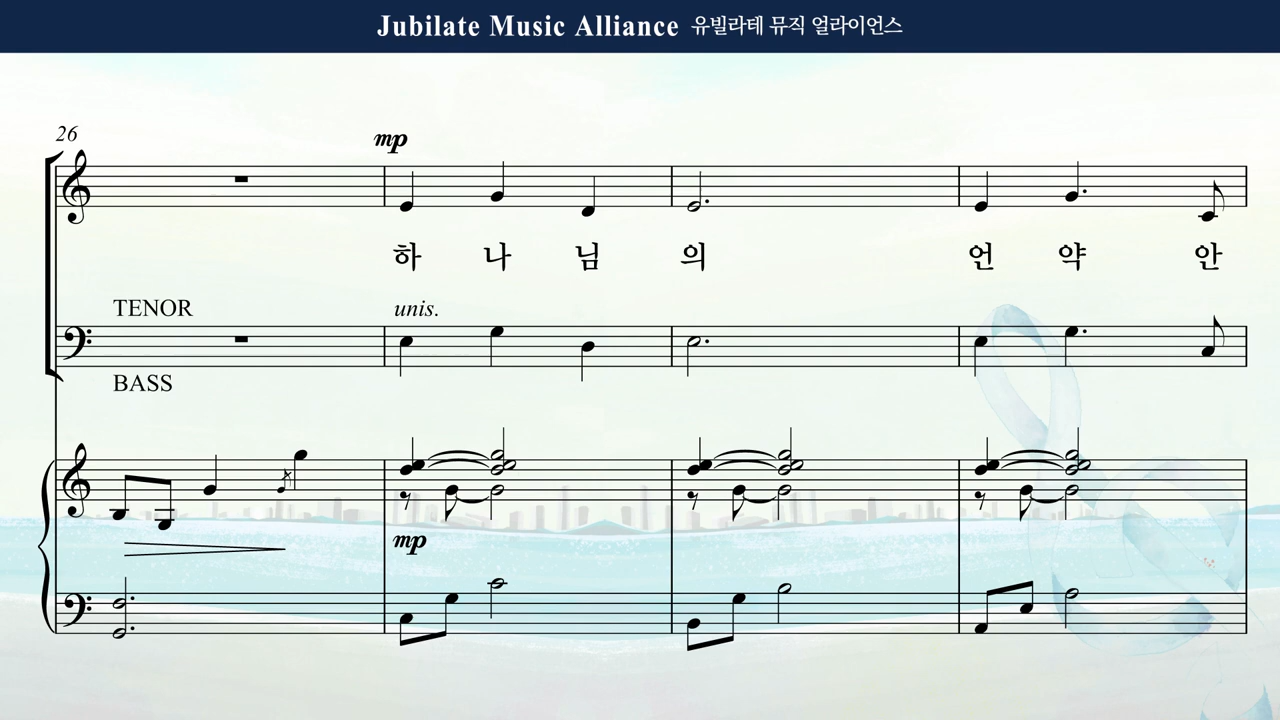 Jubilate Music Alliance 유빌라테 뮤직 얼라이언스
26
mp
하 나 님 의 언 약 안
TENOR unis.
BASS
mp